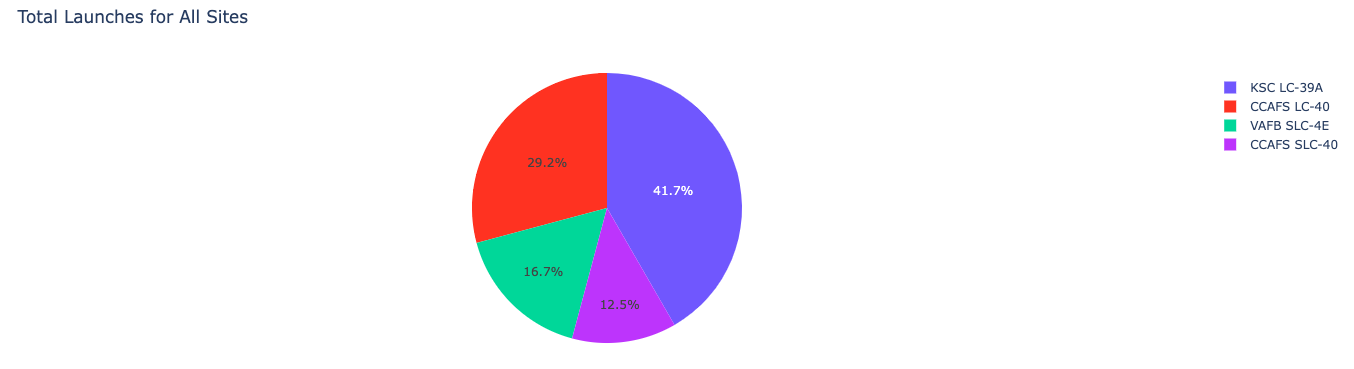 Total Launches for All Sites
KSC LC-39A
CCAFS LC-40
VAFB SLC-4E
CCAFS SLC-40
29.2%
41.7%
16.7%
12.5%